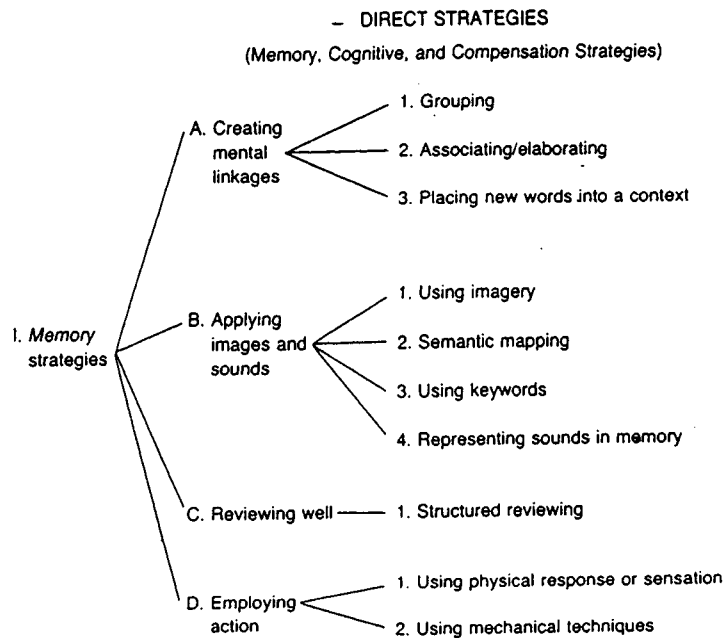 – DIRECT STRATEGIES
(Memory, Cognitive, and Compensation Strategies)
I. Memory
strategies
A. Creating
mental
linkages
1. Grouping
2. Associating/elaborating
3. Placing new words into a context
B. Applying
images and
sounds
1. Using imagery
2. Semantic mapping
3. Using keywords
4. Representing sounds in memory
C. Reviewing well
1. Structured reviewing
D. Employing
action
1. Using physical response or sensation
2. Using mechanical techniques